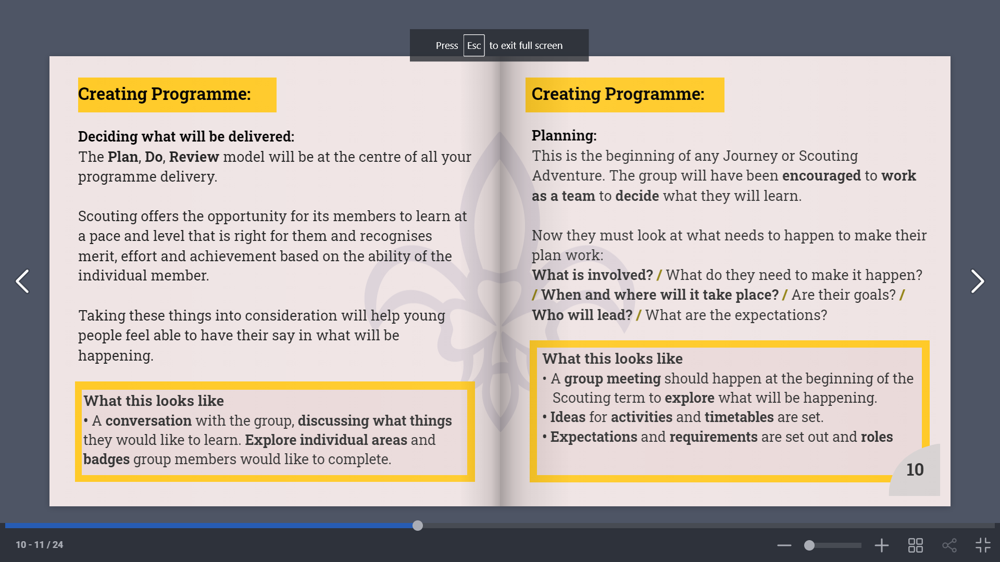 Press Esc to exit full screen
Creating Programme:
Deciding what will be delivered:
The Plan, Do, Review model will be at the centre of all your
programme delivery.
Scouting offers the opportunity for its members to learn at
a pace and level that is right for them and recognises
merit, effort and achievement based on the ability of the
individual member.
Taking these things into consideration will help young
people feel able to have their say in what will be
happening.
What this looks like
• A conversation with the group, discussing what things
they would like to learn. Explore individual areas and
badges group members would like to complete.
Creating Programme:
Planning:
This is the beginning of any Journey or Scouting
Adventure. The group will have been encouraged to work
as a team to decide what they will learn.
Now they must look at what needs to happen to make their
plan work:
What is involved? / What do they need to make it happen?
/ When and where will it take place? / Are their goals? /
Who will lead? / What are the expectations?
What this looks like
• A group meeting should happen at the beginning of the
Scouting term to explore what will be happening.
• Ideas for activities and timetables are set.
• Expectations and requirements are set out and roles
10
10 - 11 / 24